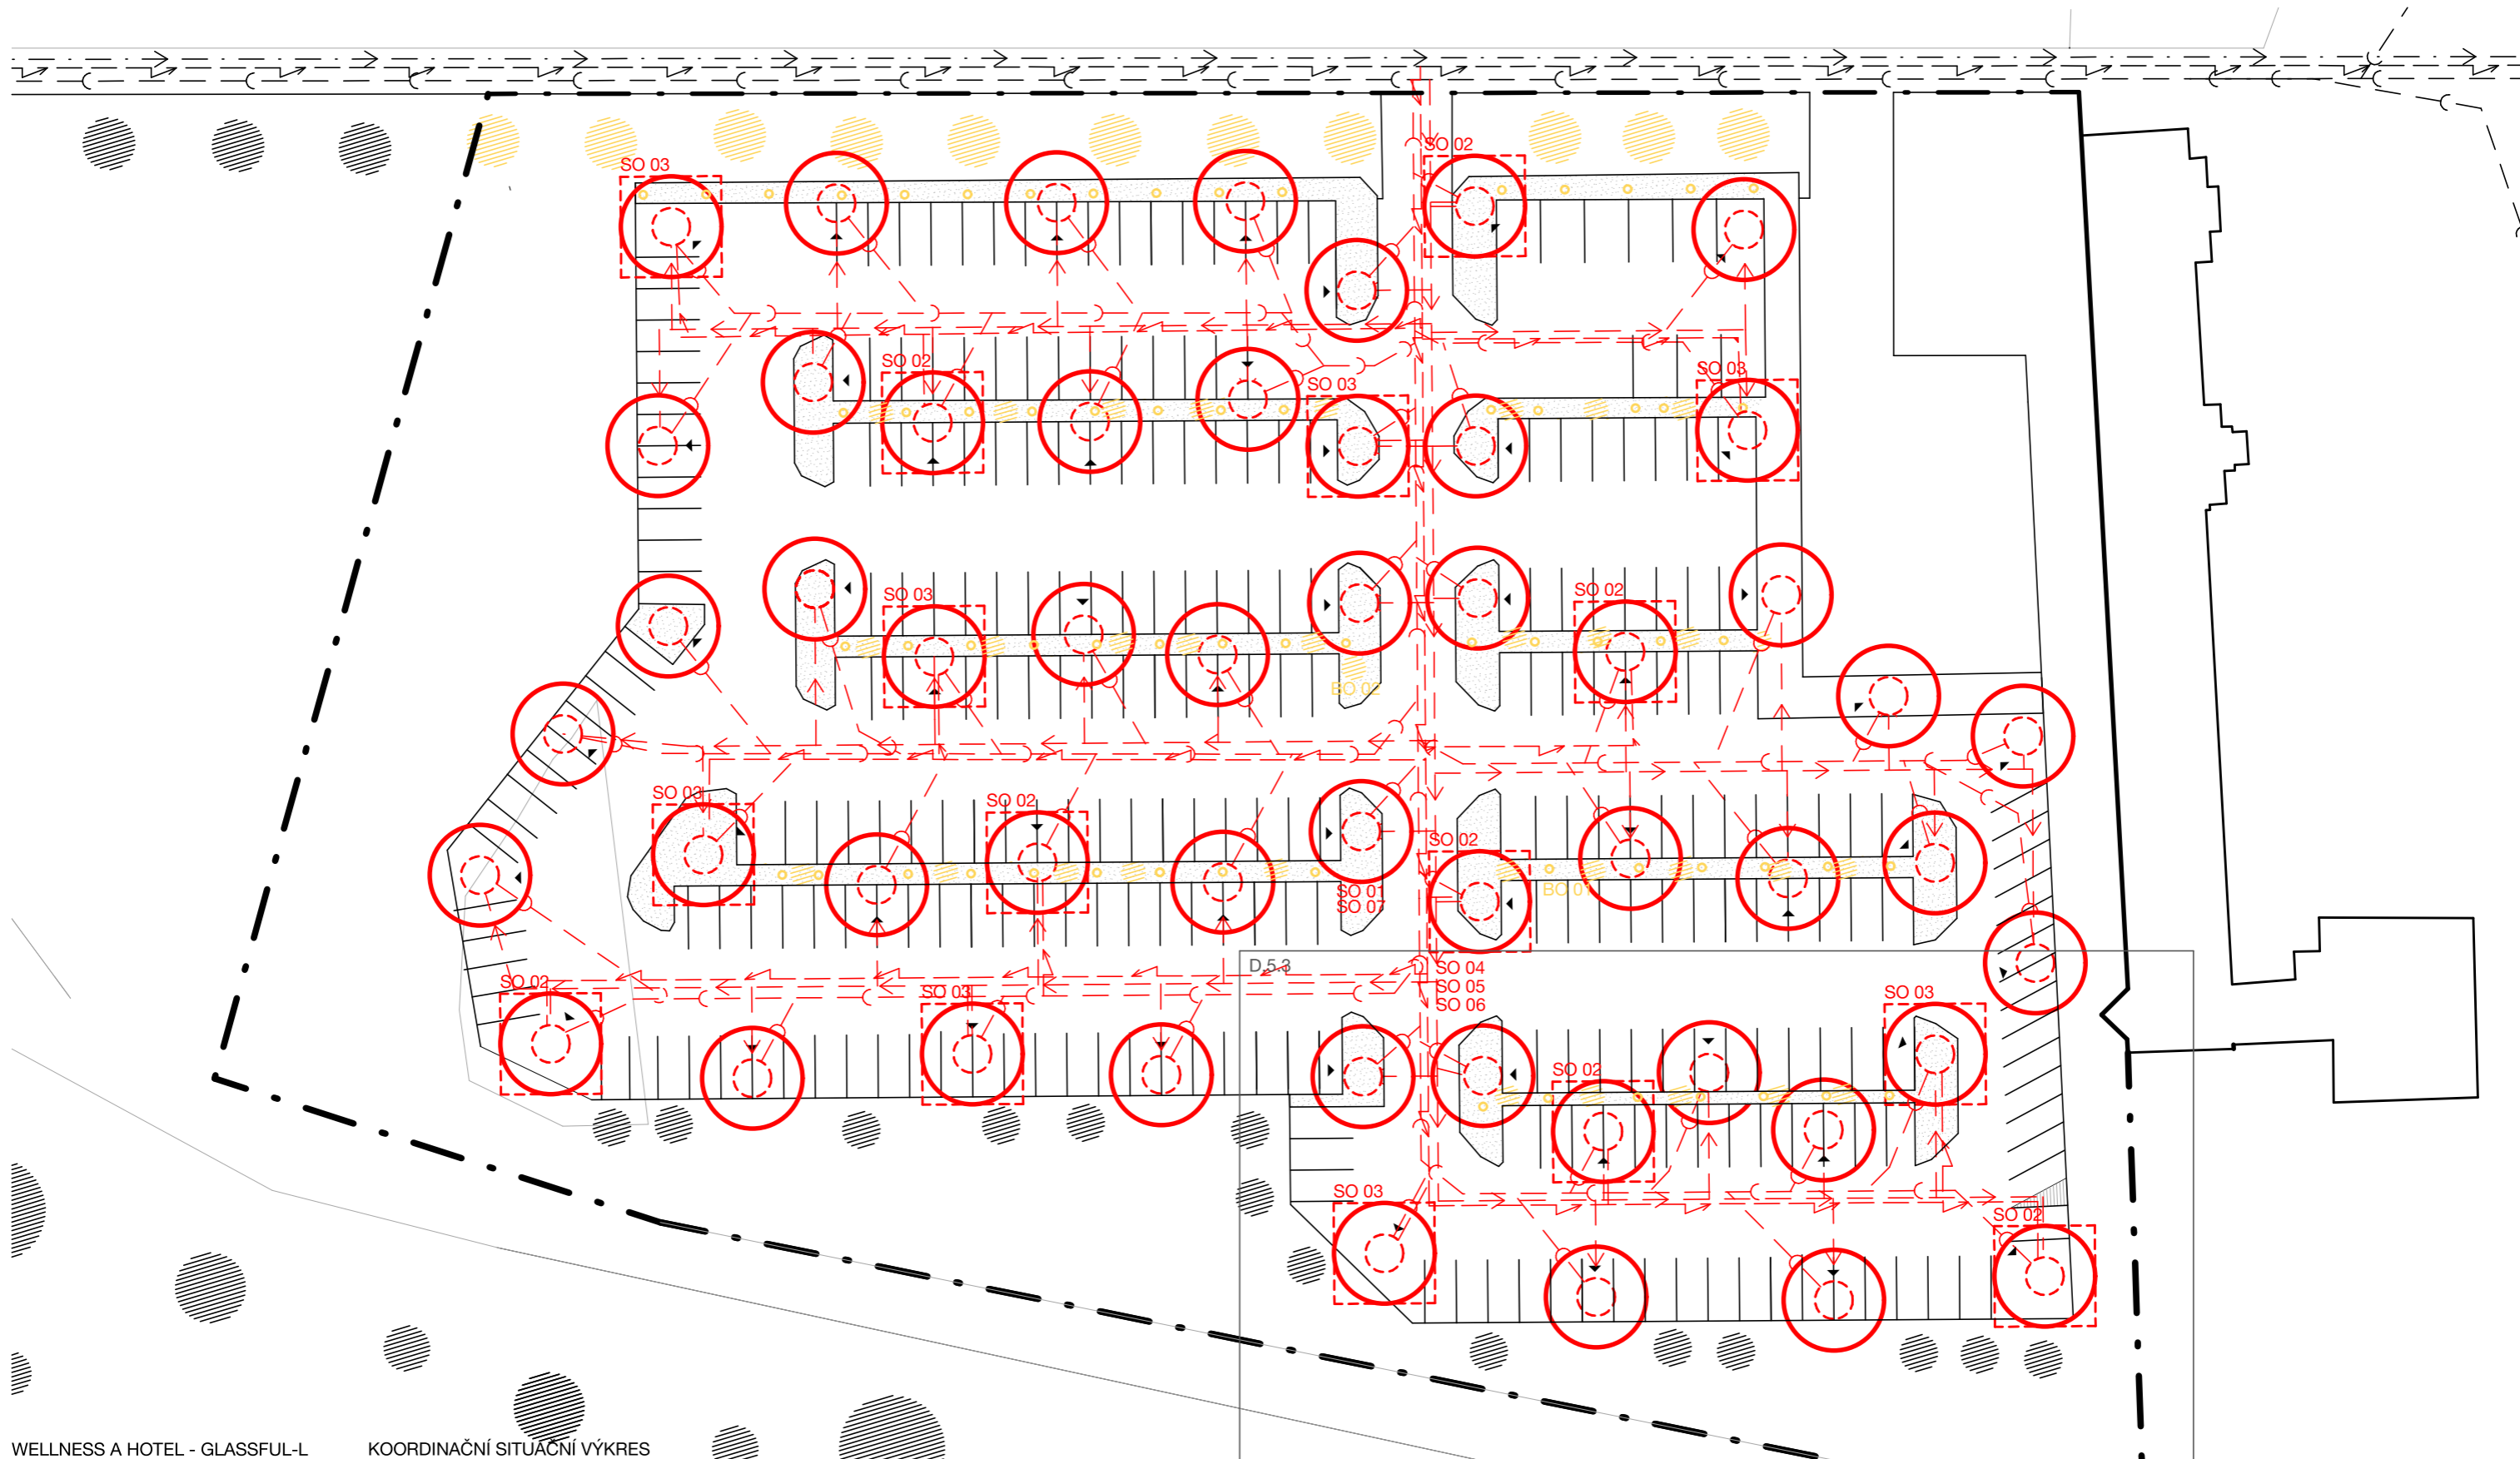 SO 02
SO 03
SO 02
SO 03
SO 03
SO 02
SO 03
BO 02
SO 03
SO 02
SO 02
SO 01
SO 07
BO 01
D.5.3
SO 04
SO 05
SO 06
SO 02
SO 03
SO 03
SO 02
SO 03
SO 02
WELLNESS A HOTEL - GLASSFUL-L
KOORDINAČNÍ SITUAČNÍ VÝKRES